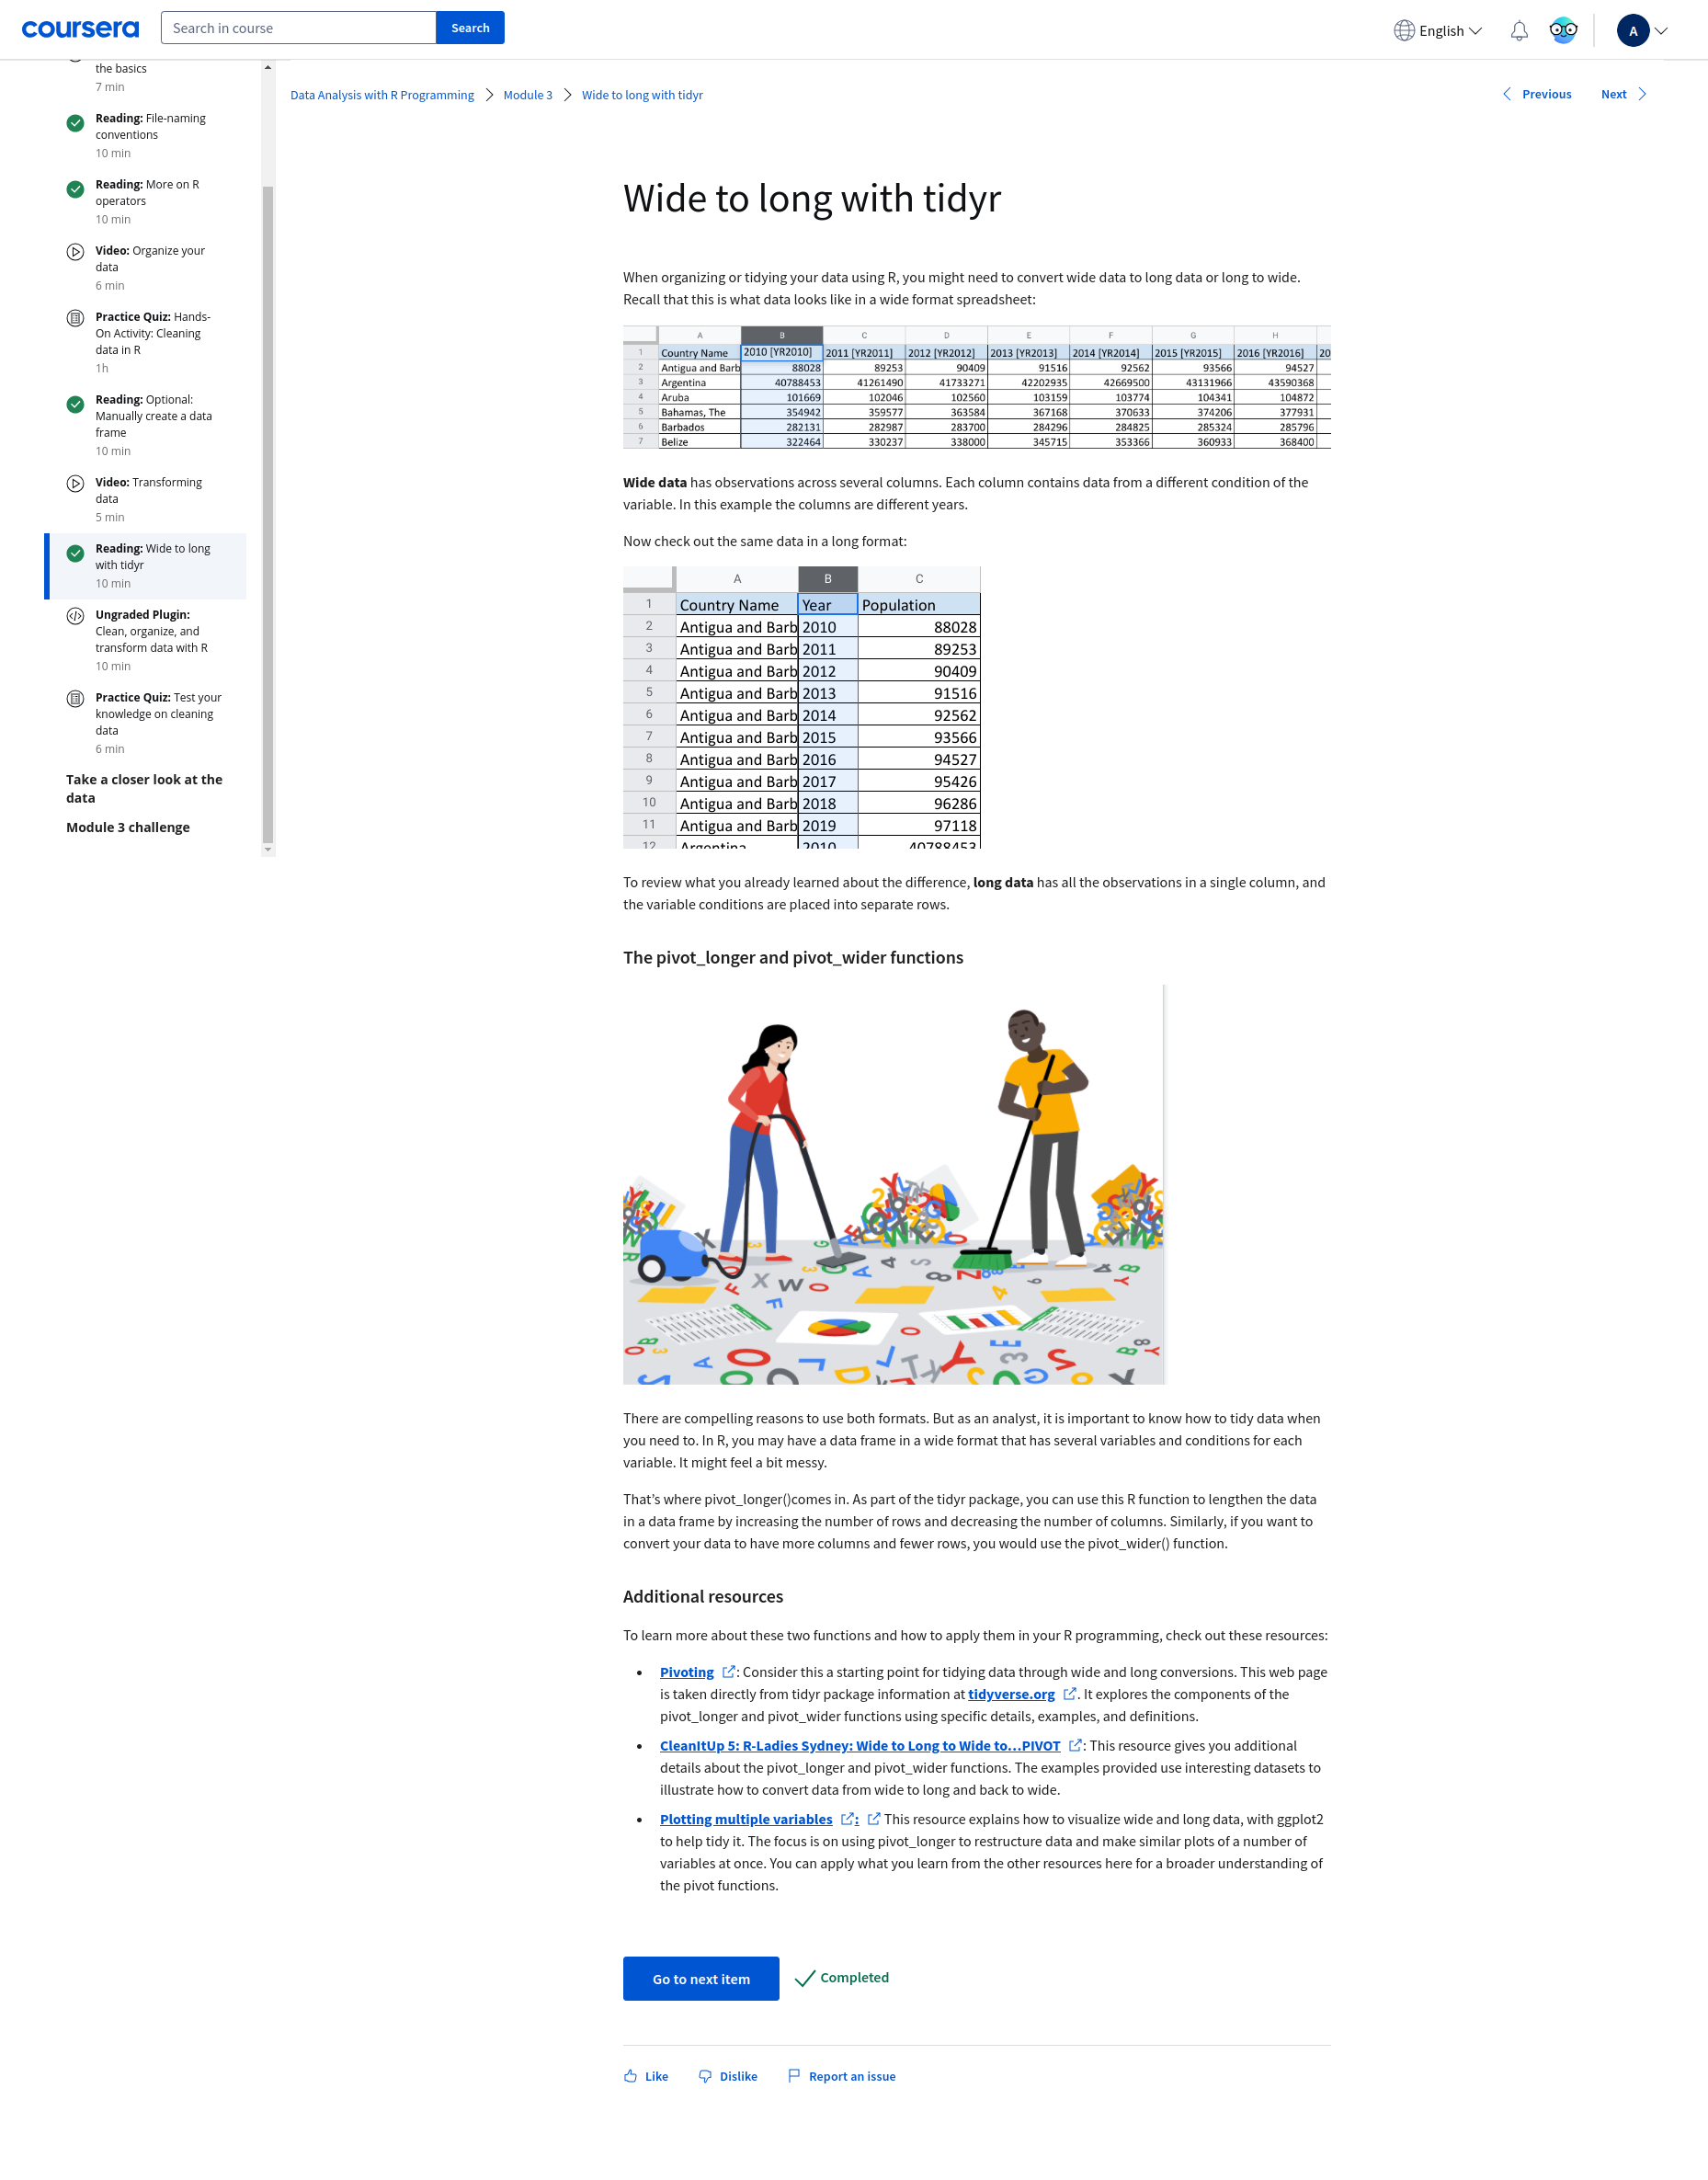 coursera
Search in course
Search
English
A
the basics
7 min
Reading: File-naming
conventions
10 min
Reading: More on R
operators
10 min
Video: Organize your
data
6 min
Practice Quiz: Hands-
On Activity: Cleaning
data in R
1h
Reading: Optional:
Manually create a data
frame
10 min
Video: Transforming
data
5 min
Reading: Wide to long
with tidyr
10 min
Ungraded Plugin:
Clean, organize, and
transform data with R
10 min
Practice Quiz: Test your
knowledge on cleaning
data
6 min
Take a closer look at the
data
Module 3 challenge
Data Analysis with R Programming
Module 3
Wide to long with tidyr
Previous
Next
Wide to long with tidyr
When organizing or tidying your data using R, you might need to convert wide data to long data or long to wide.
Recall that this is what data looks like in a wide format spreadsheet:
A B C D E F G H
1 Country Name 2010 [YR2010] 2011 [YR2011] 2012 [YR2012] 2013 [YR2013] 2014 [YR2014] 2015 [YR2015] 2016 [YR2016] 20
2 Antigua and Barb 88028 89253 90409 91516 92562 93566 94527
3 Argentina 40788453 41261490 41733271 42202935 42669500 43131966 43590368
4 Aruba 101669 102046 102560 103159 103774 104341 104872
5 Bahamas, The 354942 359577 363584 367168 370633 374206 377931
6 Barbados 282131 282987 283700 284296 284825 285324 285796
7 Belize 322464 330237 338000 345715 353366 360933 368400
Wide data has observations across several columns. Each column contains data from a different condition of the
variable. In this example the columns are different years.
Now check out the same data in a long format:
A B C
1 Country Name Year Population
2 Antigua and Barb 2010 88028
3 Antigua and Barb 2011 89253
4 Antigua and Barb 2012 90409
5 Antigua and Barb 2013 91516
6 Antigua and Barb 2014 92562
7 Antigua and Barb 2015 93566
8 Antigua and Barb 2016 94527
9 Antigua and Barb 2017 95426
10 Antigua and Barb 2018 96286
11 Antigua and Barb 2019 97118
12 Argentina 2010 40788453
To review what you already learned about the difference, long data has all the observations in a single column, and
the variable conditions are placed into separate rows.
The pivot_longer and pivot_wider functions
There are compelling reasons to use both formats. But as an analyst, it is important to know how to tidy data when
you need to. In R, you may have a data frame in a wide format that has several variables and conditions for each
variable. It might feel a bit messy.
That’s where pivot_longer()comes in. As part of the tidyr package, you can use this R function to lengthen the data
in a data frame by increasing the number of rows and decreasing the number of columns. Similarly, if you want to
convert your data to have more columns and fewer rows, you would use the pivot_wider() function.
Additional resources
To learn more about these two functions and how to apply them in your R programming, check out these resources:
• Pivoting : Consider this a starting point for tidying data through wide and long conversions. This web page
is taken directly from tidyr package information at tidyverse.org . It explores the components of the
pivot_longer and pivot_wider functions using specific details, examples, and definitions.
• CleanItUp 5: R-Ladies Sydney: Wide to Long to Wide to…PIVOT : This resource gives you additional
details about the pivot_longer and pivot_wider functions. The examples provided use interesting datasets to
illustrate how to convert data from wide to long and back to wide.
• Plotting multiple variables : This resource explains how to visualize wide and long data, with ggplot2
to help tidy it. The focus is on using pivot_longer to restructure data and make similar plots of a number of
variables at once. You can apply what you learn from the other resources here for a broader understanding of
the pivot functions.
Go to next item
Completed
Like
Dislike
Report an issue